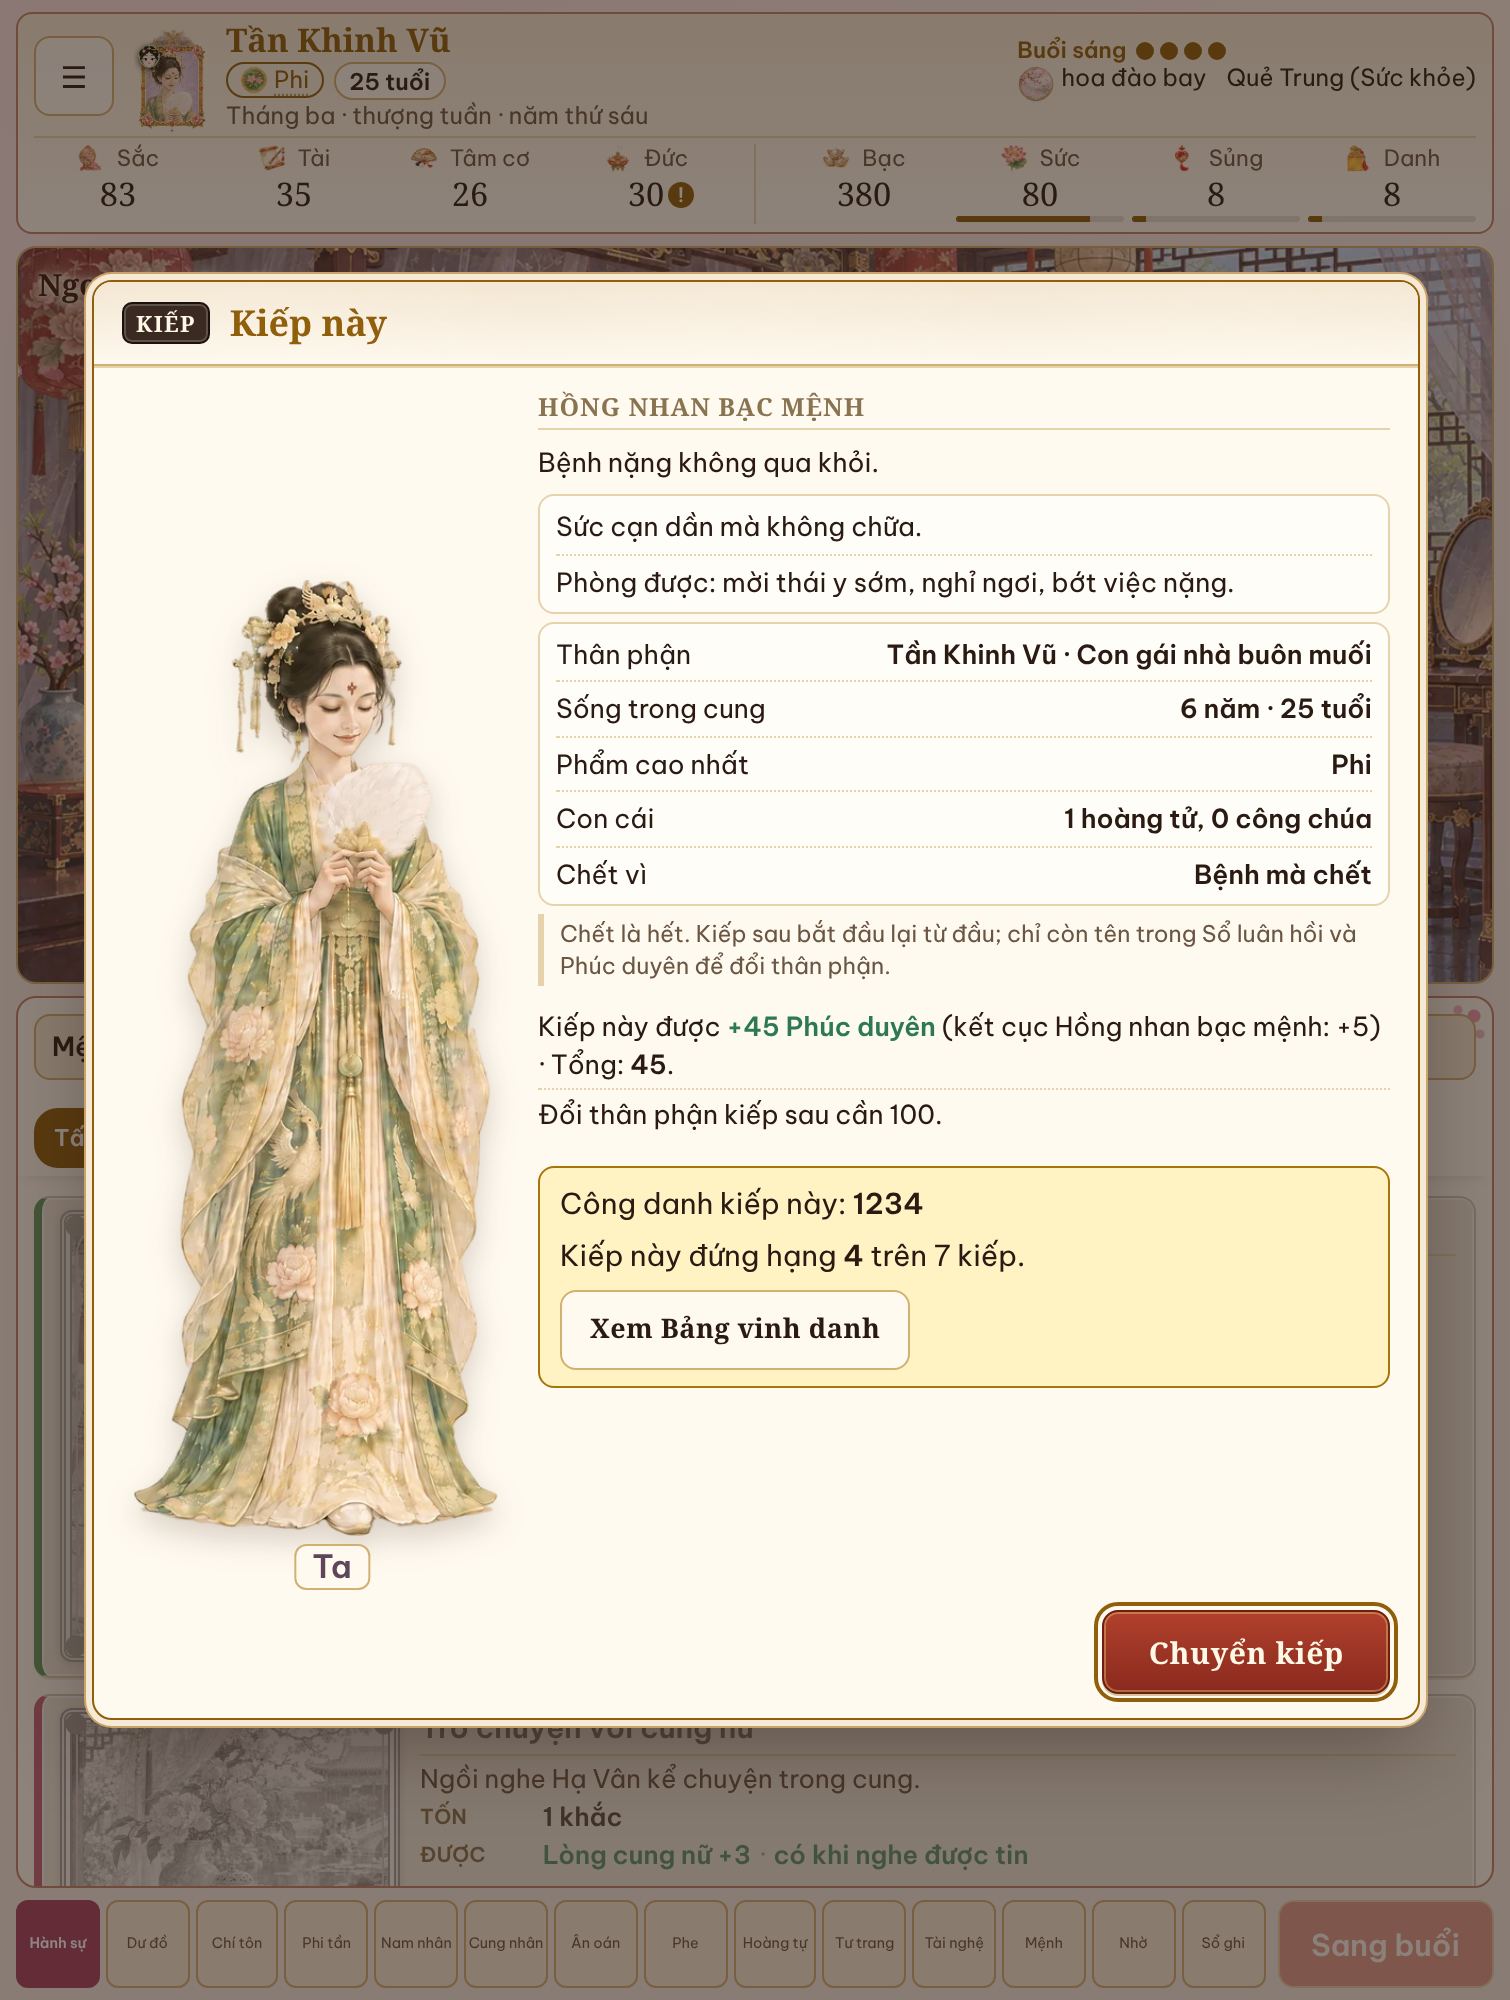 ☰
Tần Khinh Vũ
Phi
25 tuổi
Tháng ba · thượng tuần · năm thứ sáu
Buổi sáng
hoa đào bay Quẻ Trung (Sức khỏe)
Sắc Tài Tâm cơ Đức Bạc Sức Sủng Danh
83 35 26 30 ! 380 80 8 8
KIẾP Kiếp này
HỒNG NHAN BẠC MỆNH
Bệnh nặng không qua khỏi.
Sức cạn dần mà không chữa.
Phòng được: mời thái y sớm, nghỉ ngơi, bớt việc nặng.
Thân phận Tần Khinh Vũ · Con gái nhà buôn muối
Sống trong cung 6 năm · 25 tuổi
Phẩm cao nhất Phi
Con cái 1 hoàng tử, 0 công chúa
Chết vì Bệnh mà chết
Chết là hết. Kiếp sau bắt đầu lại từ đầu; chỉ còn tên trong Sổ luân hồi và
Phúc duyên để đổi thân phận.
Kiếp này được +45 Phúc duyên (kết cục Hồng nhan bạc mệnh: +5)
· Tổng: 45.
Đổi thân phận kiếp sau cần 100.
Công danh kiếp này: 1234
Kiếp này đứng hạng 4 trên 7 kiếp.
Xem Bảng vinh danh
Ta
Chuyển kiếp
Trò chuyện với cung nữ
Ngồi nghe Hạ Vân kể chuyện trong cung.
TỐN 1 khắc
ĐƯỢC Lòng cung nữ +3 · có khi nghe được tin
Hành sự Dư đồ Chí tôn Phi tần Nam nhân Cung nhân Ân oán Phe Hoàng tự Tư trang Tài nghệ Mệnh Nhờ Sổ ghi Sang buổi